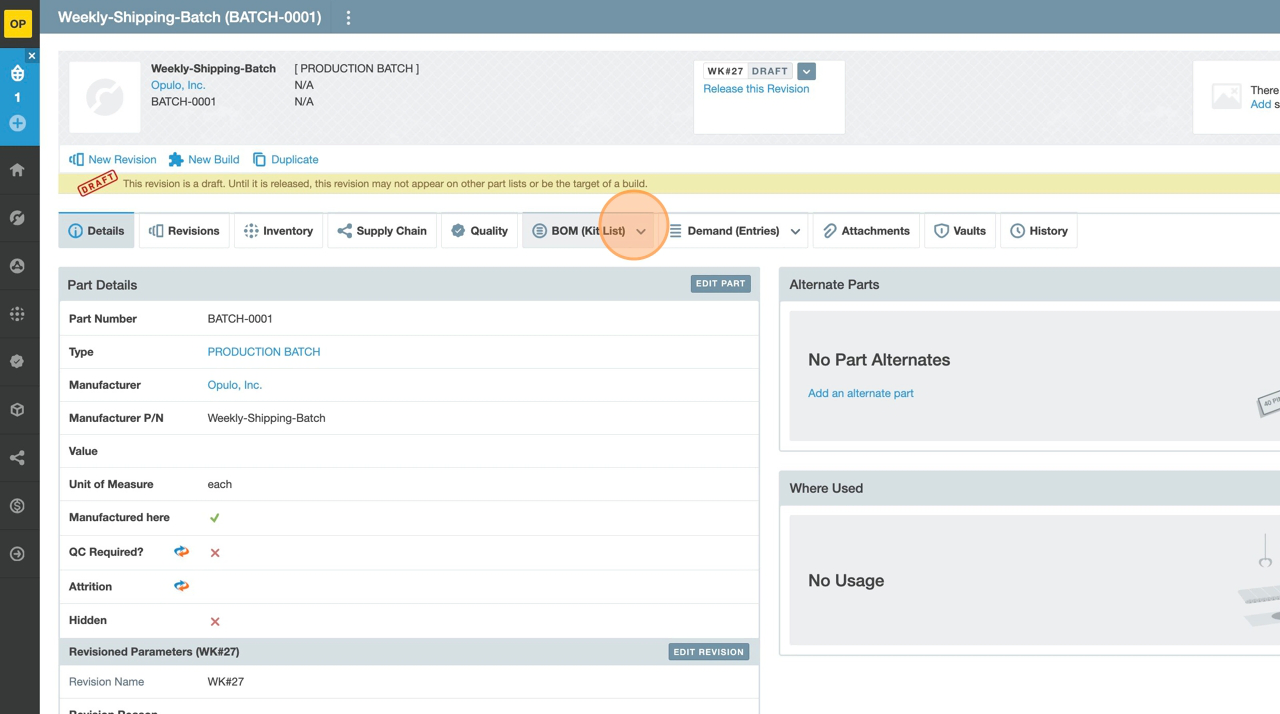 OP
Weekly-Shipping-Batch (BATCH-0001)
1
Weekly-Shipping-Batch [ PRODUCTION BATCH ]
Opulo, Inc. N/A
BATCH-0001 N/A
WK#27 DRAFT
Release this Revision
There
Add s
New Revision New Build Duplicate
DRAFT
This revision is a draft. Until it is released, this revision may not appear on other part lists or be the target of a build.
Details Revisions Inventory Supply Chain Quality BOM (Kit List) Demand (Entries) Attachments Vaults History
Part Details EDIT PART
Part Number BATCH-0001
Type PRODUCTION BATCH
Manufacturer Opulo, Inc.
Manufacturer P/N Weekly-Shipping-Batch
Value
Unit of Measure each
Manufactured here
QC Required?
Attrition
Hidden
Revisioned Parameters (WK#27) EDIT REVISION
Revision Name WK#27
Alternate Parts
No Part Alternates
Add an alternate part
40 PI
Where Used
No Usage